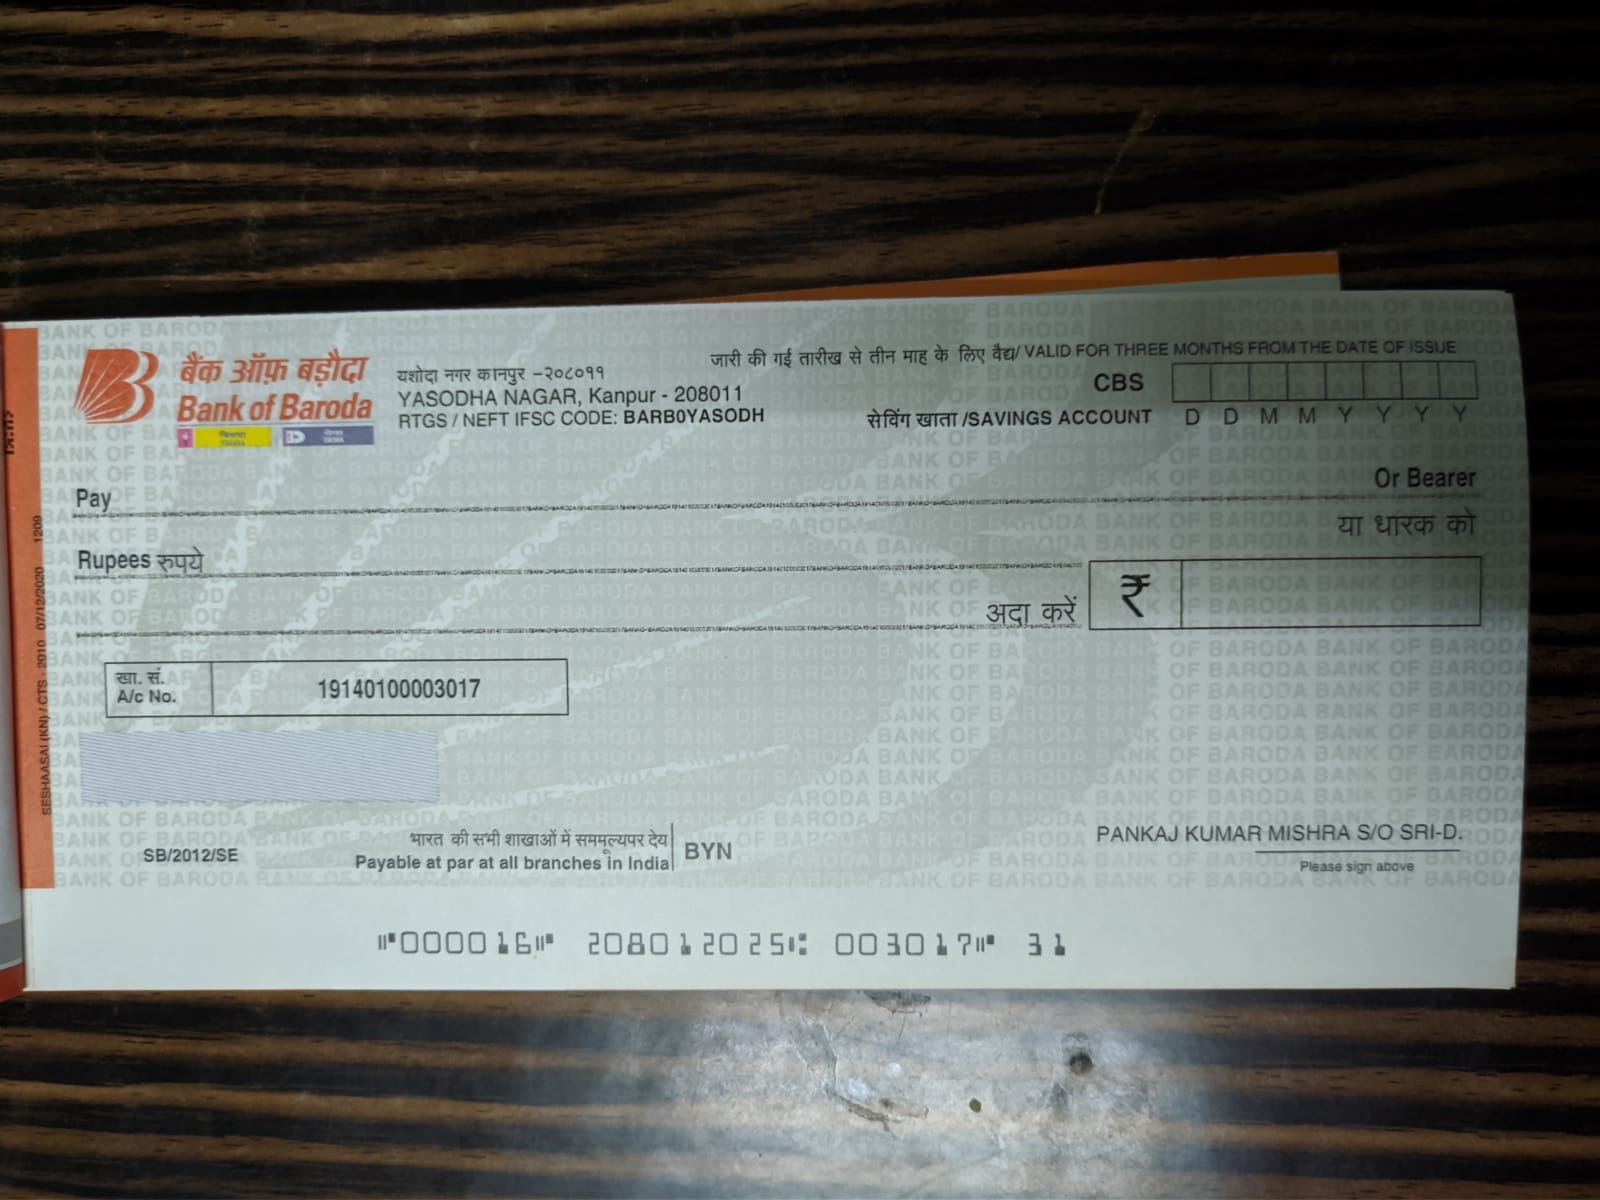 जारी की गई तारीख से तीन माह के लिए वैद्य/ VALID FOR THREE MONTHS FROM THE DATE OF ISSUE
बैंक ऑफ़ बड़ौदा
Bank of Baroda
यशोदा नगर कानपुर -२०८०११
YASODHA NAGAR, Kanpur - 208011
RTGS / NEFT IFSC CODE: BARB0YASODH
CBS
सेविंग खाता /SAVINGS ACCOUNT
D D M M Y Y Y Y
Pay
Or Bearer
या धारक को
Rupees रुपये
अदा करें
₹
खा. सं.
A/c No.
19140100003017
SESHAASAI (KN) / CTS - 2010 07/12/2020 1209
SB/2012/SE
भारत की सभी शाखाओं में सममूल्यपर देय
Payable at par at all branches in India
BYN
PANKAJ KUMAR MISHRA S/O SRI-D.
Please sign above
⑈000016⑈ 208012025⑆ 003017⑈ 31